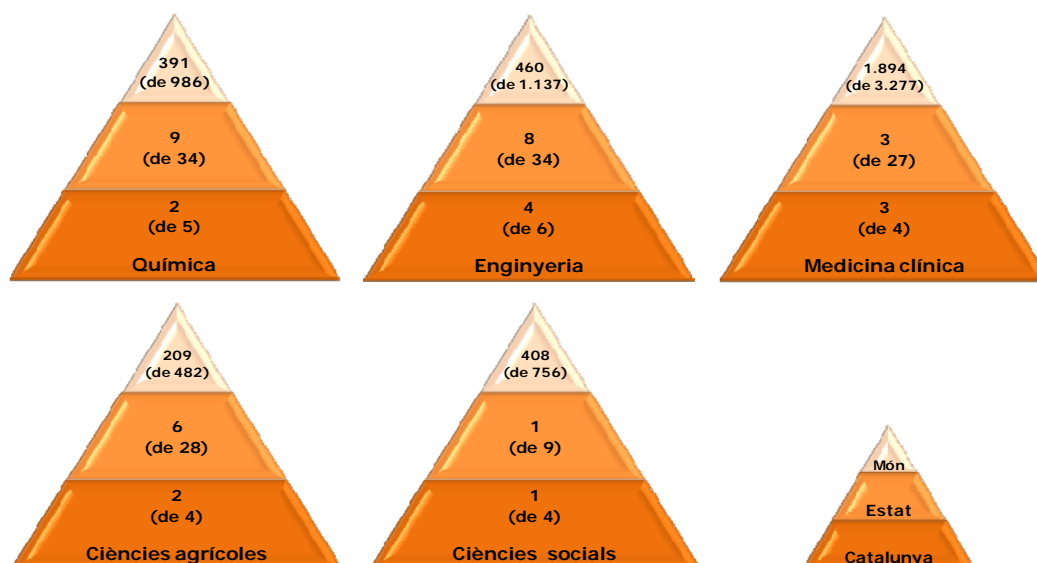 391
(de 986)
9
(de 34)
2
(de 5)
Química
460
(de 1.137)
8
(de 34)
4
(de 6)
Enginyeria
1.894
(de 3.277)
3
(de 27)
3
(de 4)
Medicina clínica
209
(de 482)
6
(de 28)
2
(de 4)
Ciències agrícoles
408
(de 756)
1
(de 9)
1
(de 4)
Ciències socials
Món
Estat
Catalunya